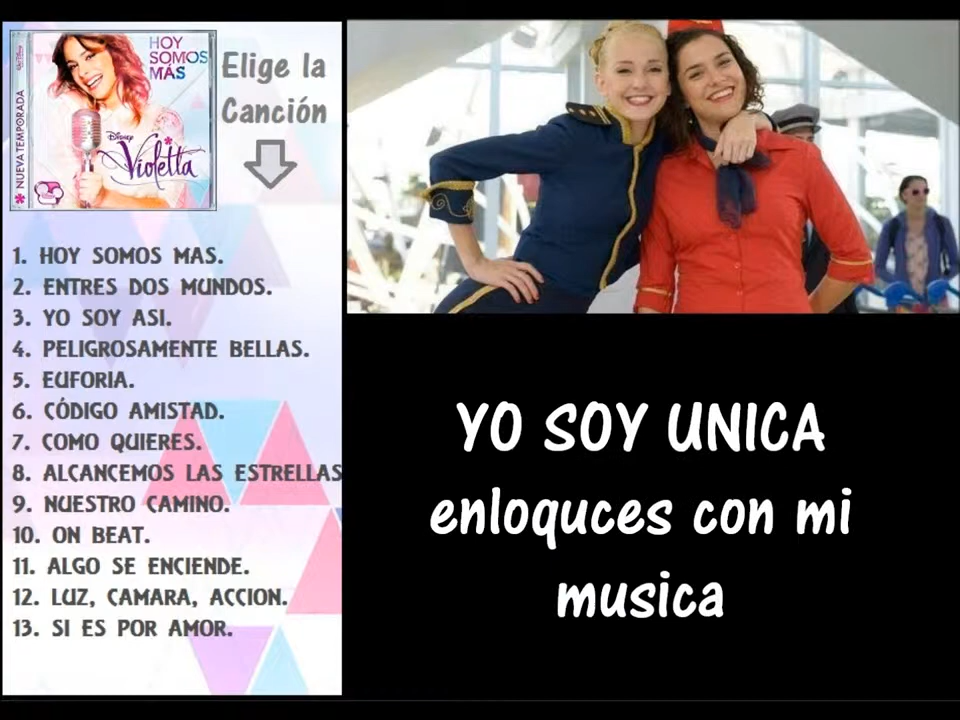 HOY
SOMOS
MÁS
NUEVA TEMPORADA
Disney
Violetta
Elige la
Canción
1. HOY SOMOS MAS.
2. ENTRES DOS MUNDOS.
3. YO SOY ASI.
4. PELIGROSAMENTE BELLAS.
5. EUFORIA.
6. CÓDIGO AMISTAD.
7. COMO QUIERES.
8. ALCANCEMOS LAS ESTRELLAS
9. NUESTRO CAMINO.
10. ON BEAT.
11. ALGO SE ENCIENDE.
12. LUZ, CAMARA, ACCION.
13. SI ES POR AMOR.
YO SOY UNICA
enloquces con mi
musica